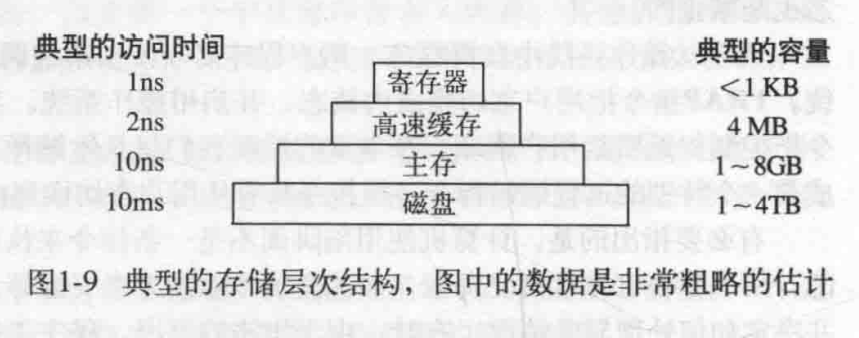 典型的访问时间 典型的容量
1ns 寄存器 <1 KB
2ns 高速缓存 4 MB
10ns 主存 1~8GB
10ms 磁盘 1~4TB
图1-9 典型的存储层次结构，图中的数据是非常粗略的估计